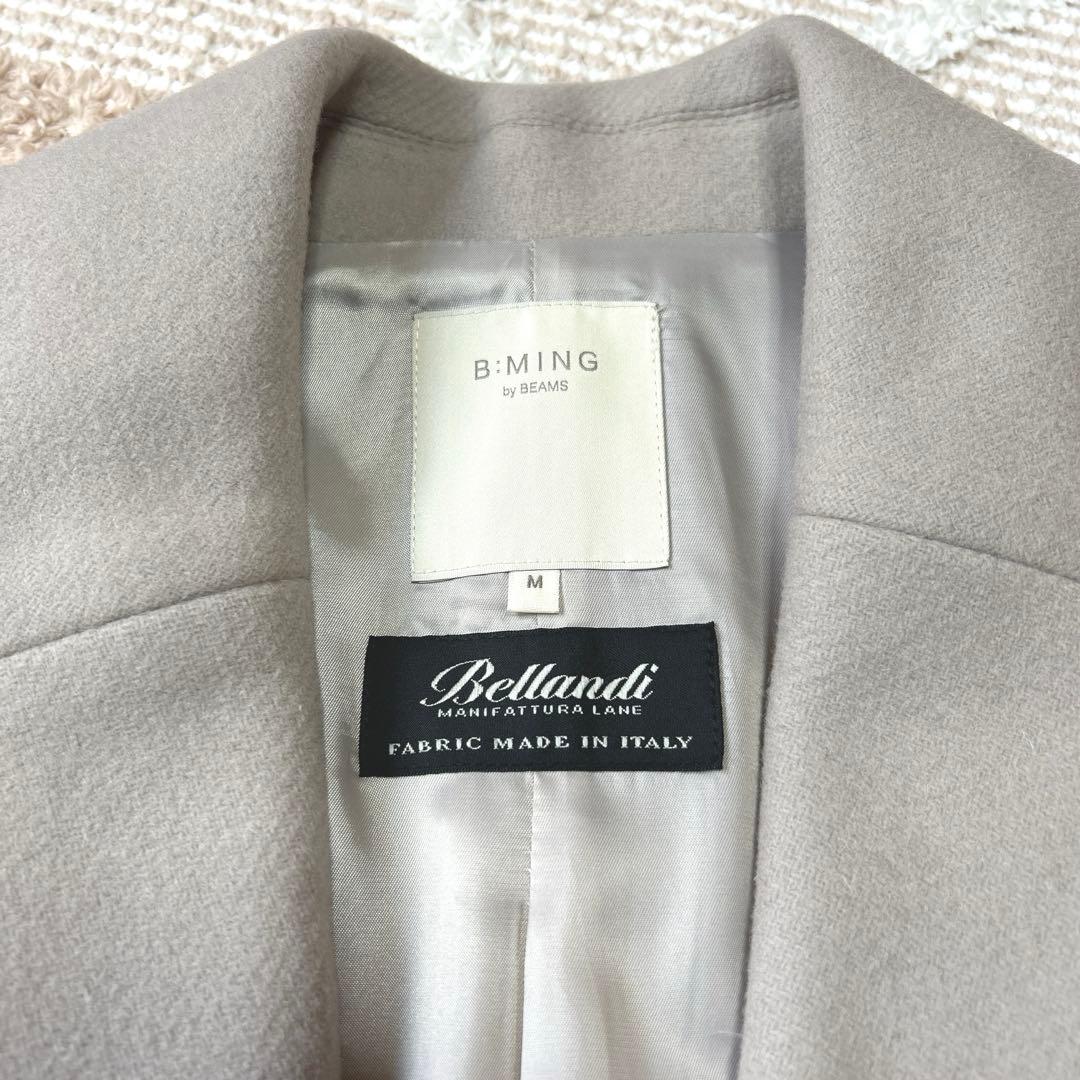 B:MING
by BEAMS
M
Bellandi
MANIFATTURA LANE
FABRIC MADE IN ITALY